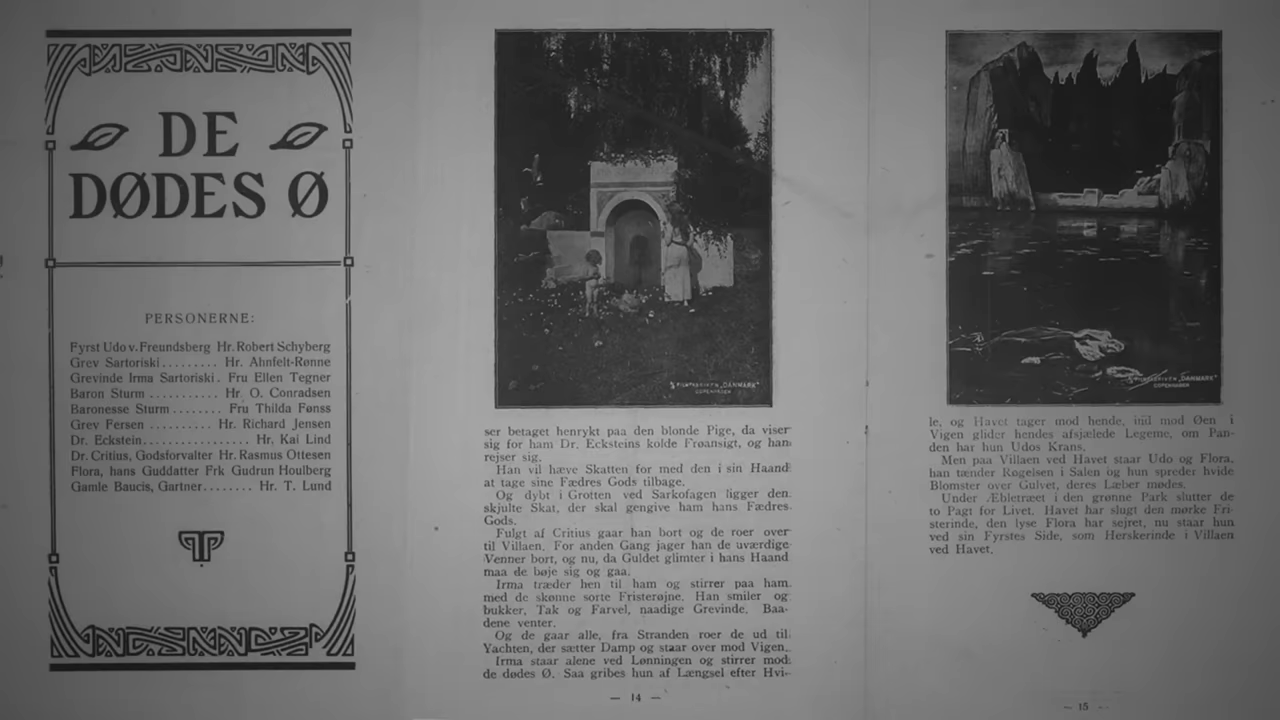 DE
DØDES Ø
PERSONERNE:
Fyrst Udo v. Freundsberg Hr. Robert Schyberg
Grev Sartoriski......... Hr. Ahnfelt-Rønne
Grevinde Irma Sartoriski. Fru Ellen Tegner
Baron Sturm ........... Hr. O. Conradsen
Baronesse Sturm ........ Fru Thilda Fønss
Grev Fersen .......... Hr. Richard Jensen
Dr. Eckstein................. Hr. Kai Lind
Dr. Critius, Godsforvalter Hr. Rasmus Ottesen
Flora, hans Guddatter Frk Gudrun Houlberg
Gamle Baucis, Gartner........ Hr. T. Lund
FILMFABRIKEN „DANMARK"
COPENHAGEN
ser betaget henrykt paa den blonde Pige, da viser
sig for ham Dr. Ecksteins kolde Frøansigt, og han
rejser sig.
Han vil hæve Skatten for med den i sin Haand
at tage sine Fædres Gods tilbage.
Og dybt i Grotten ved Sarkofagen ligger den
skjulte Skat, der skal gengive ham hans Fædres
Gods.
Fulgt af Critius gaar han bort og de roer over
til Villaen. For anden Gang jager han de uværdige
Venner bort, og nu, da Guldet glimter i hans Haand
maa de bøje sig og gaa.
Irma træder hen til ham og stirrer paa ham
med de skønne sorte Fristerøjne. Han smiler og
bukker, Tak og Farvel, naadige Grevinde. Baa-
dene venter.
Og de gaar alle, fra Stranden roer de ud til
Yachten, der sætter Damp og staar over mod Vigen.
Irma staar alene ved Lønningen og stirrer mod
de dødes Ø. Saa gribes hun af Længsel efter Hvi-
— 14 —
FILMFABRIKEN „DANMARK"
COPENHAGEN
le, og Havet tager mod hende, ind mod Øen i
Vigen glider hendes afsjælede Legeme, om Pan-
den har hun Udos Krans.
Men paa Villaen ved Havet staar Udo og Flora,
han tænder Røgelsen i Salen og hun spreder hvide
Blomster over Gulvet, deres Læber mødes.
Under Æbletræet i den grønne Park slutter de
to Pagt for Livet. Havet har slugt den mørke Fri-
sterinde, den lyse Flora har sejret, nu staar hun
ved sin Fyrstes Side, som Herskerinde i Villaen
ved Havet.
— 15 —